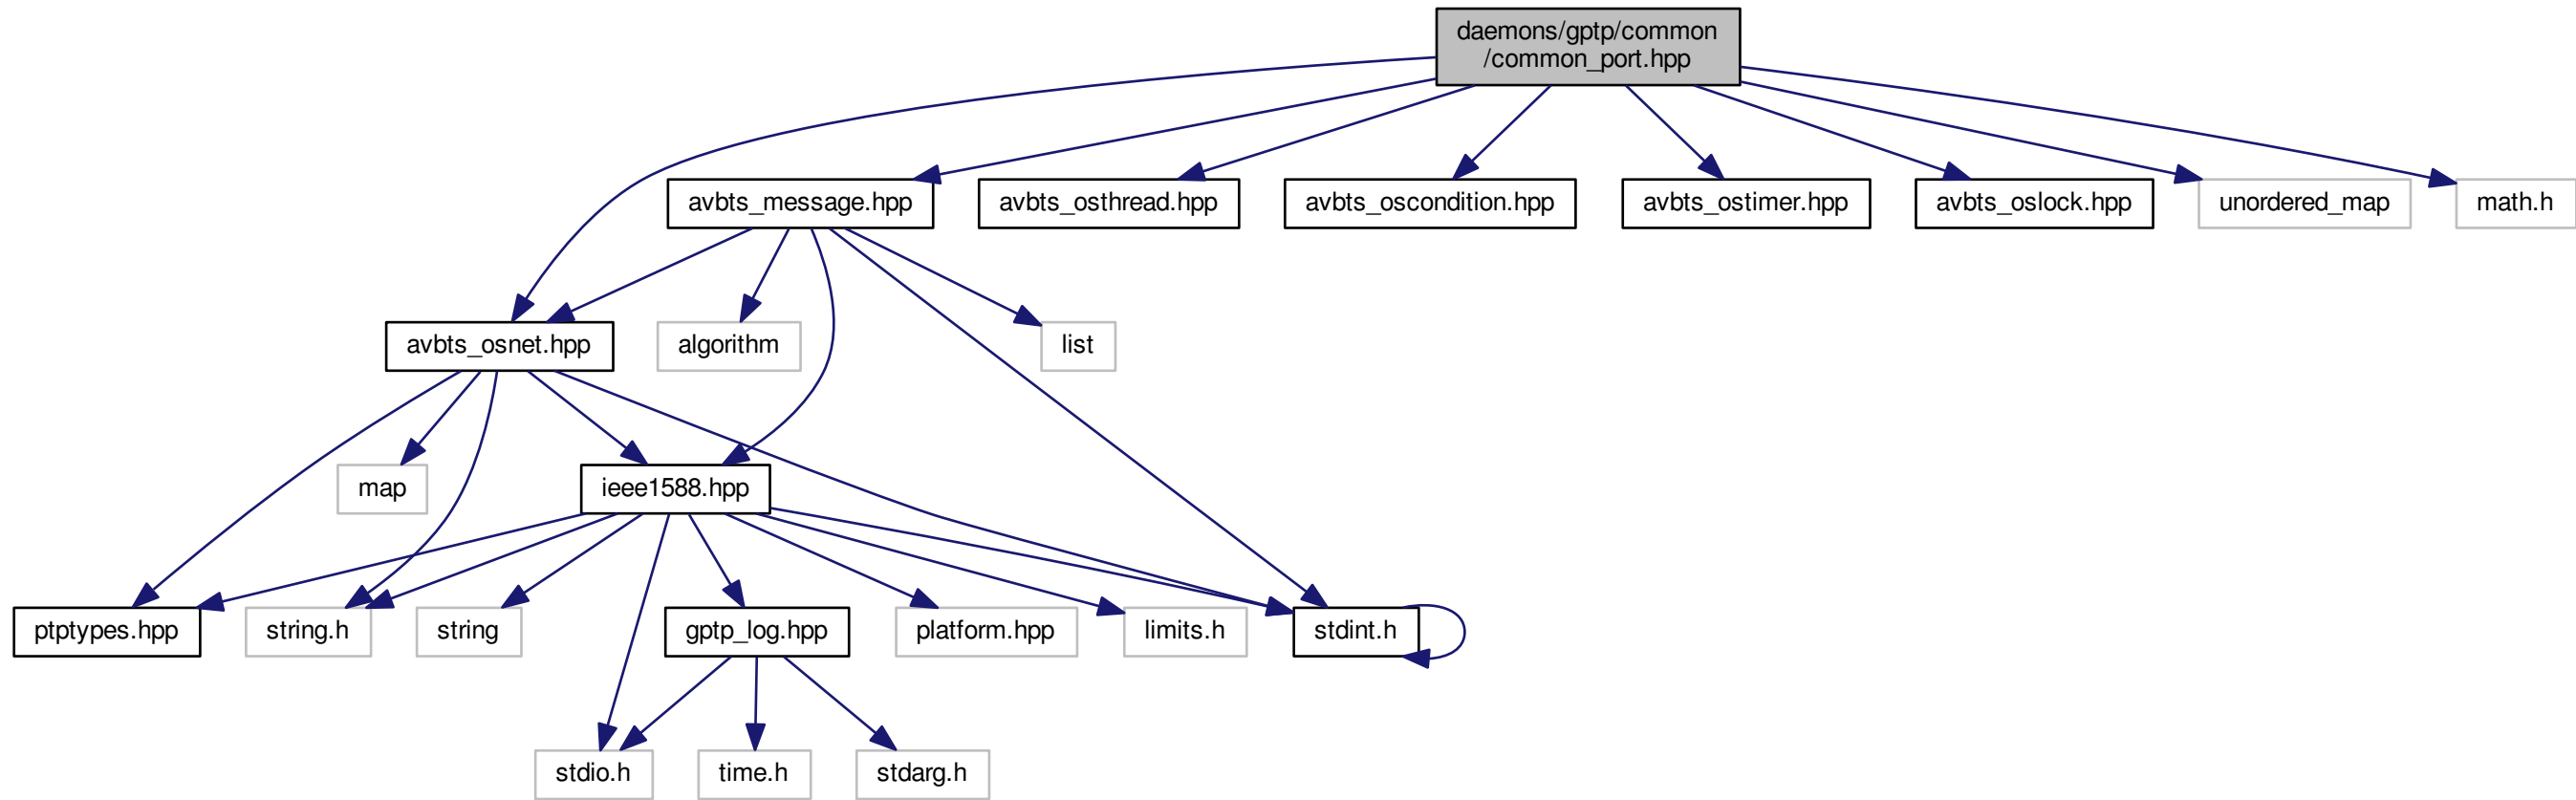 daemons/gptp/common
/common_port.hpp
avbts_message.hpp
avbts_osthread.hpp
avbts_oscondition.hpp
avbts_ostimer.hpp
avbts_oslock.hpp
unordered_map
math.h
avbts_osnet.hpp
algorithm
list
map
ieee1588.hpp
ptptypes.hpp
string.h
string
gptp_log.hpp
platform.hpp
limits.h
stdint.h
stdio.h
time.h
stdarg.h